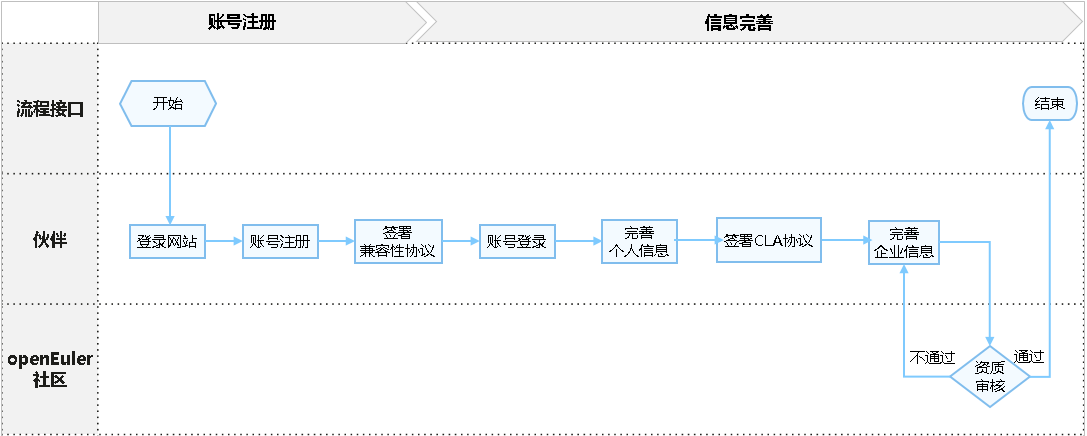 账号注册
信息完善
流程接口
开始
结束
伙伴
登录网站
账号注册
签署
兼容性协议
账号登录
完善
个人信息
签署CLA协议
完善
企业信息
openEuler
社区
不通过
资质
审核
通过